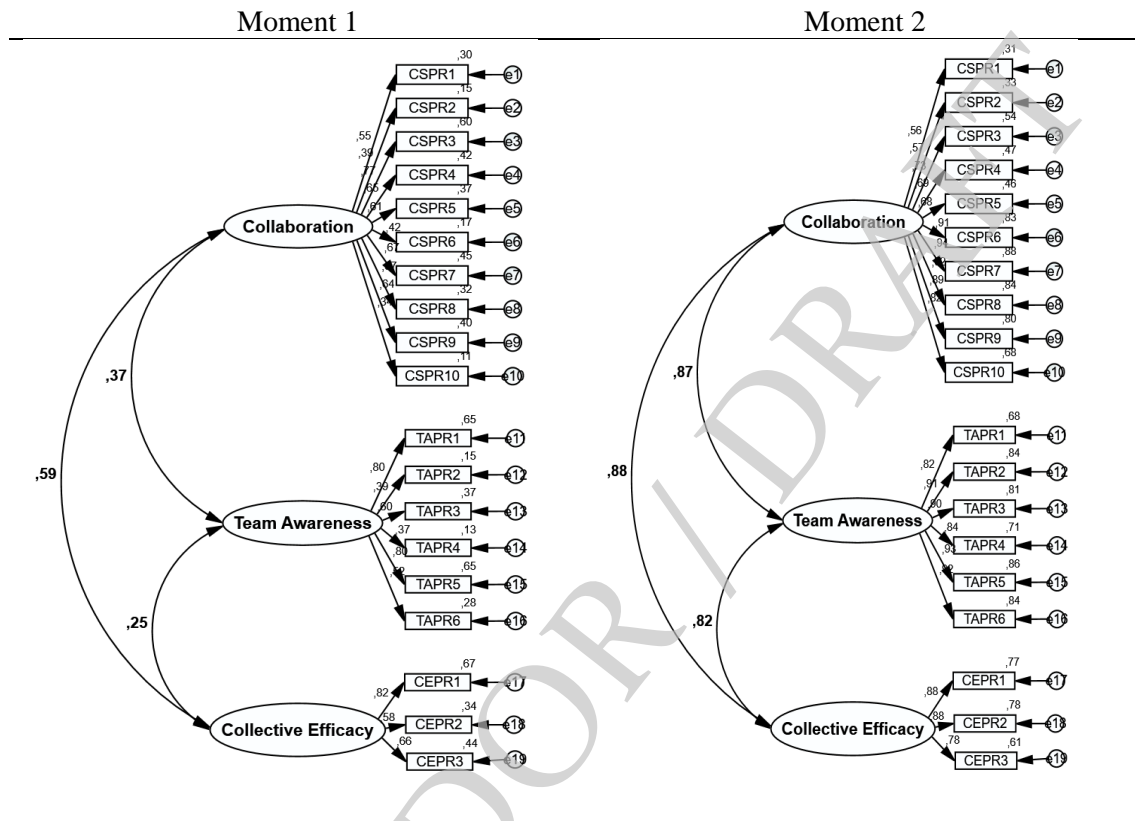 Moment 1
,30
CSPR1
e1
,15
CSPR2
e2
,60
CSPR3
e3
,42
CSPR4
e4
,37
CSPR5
e5
,17
CSPR6
e6
,45
CSPR7
e7
,32
CSPR8
e8
,40
CSPR9
e9
,11
CSPR10
e10
,55
,39
,77
,65
,61
,42
,67
,64
Collaboration
,37
,59
,25
,65
TAPR1
e11
,15
TAPR2
e12
,37
TAPR3
e13
,13
TAPR4
e14
,65
TAPR5
e15
,28
TAPR6
e16
,80
,39
,60
,37
,80
Team Awareness
,67
CEPR1
e17
,34
CEPR2
e18
,44
CEPR3
e19
,82
,58
,66
Collective Efficacy
Moment 2
,31
CSPR1
e1
,33
CSPR2
e2
,54
CSPR3
e3
,47
CSPR4
e4
,46
CSPR5
e5
,83
CSPR6
e6
,88
CSPR7
e7
,84
CSPR8
e8
,80
CSPR9
e9
,68
CSPR10
e10
,56
,57
,73
,69
,68
,91
,89
,82
Collaboration
,87
,88
,82
,68
TAPR1
e11
,84
TAPR2
e12
,81
TAPR3
e13
,71
TAPR4
e14
,86
TAPR5
e15
,84
TAPR6
e16
,82
,91
,90
,84
,93
Team Awareness
,77
CEPR1
e17
,78
CEPR2
e18
,61
CEPR3
e19
,88
,88
,78
Collective Efficacy
DOR / DRAFT